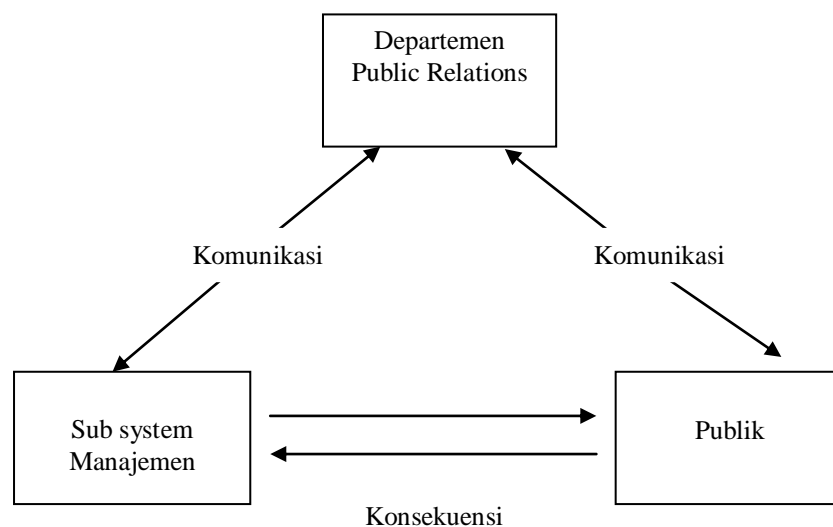 Departemen
Public Relations
Komunikasi
Komunikasi
Sub system
Manajemen
Publik
Konsekuensi